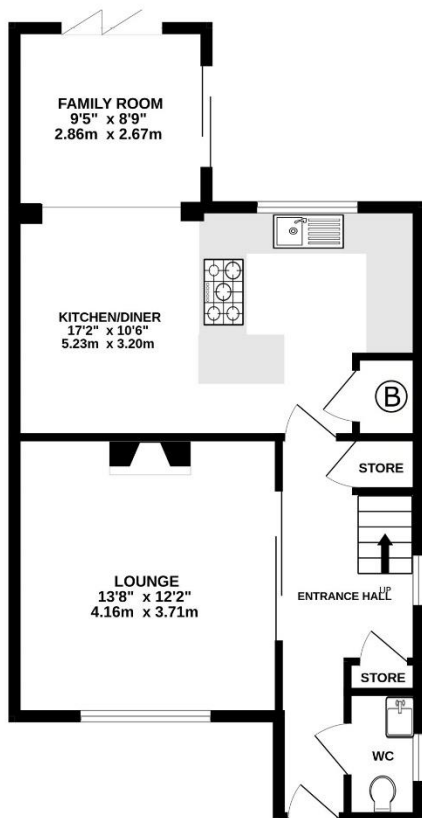 FAMILY ROOM
9'5" x 8'9"
2.86m x 2.67m
KITCHEN/DINER
17'2" x 10'6"
5.23m x 3.20m
B
STORE
LOUNGE
13'8" x 12'2"
4.16m x 3.71m
UP
ENTRANCE HALL
STORE
WC